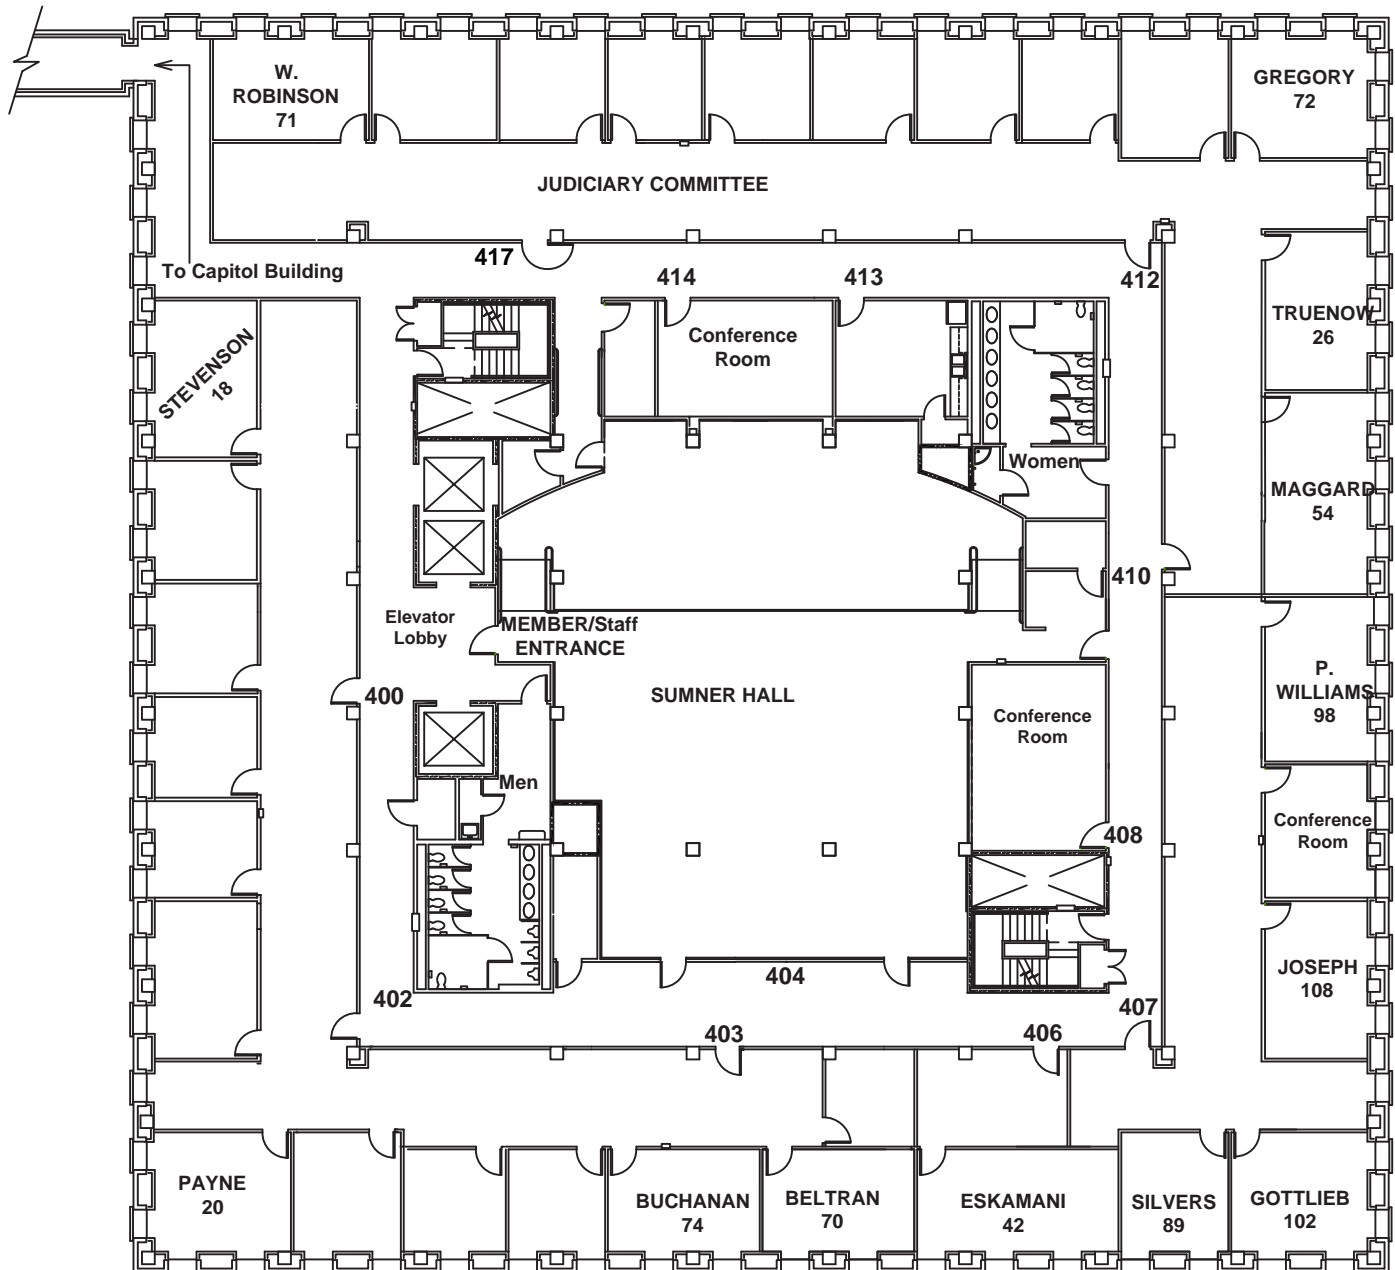 W.
ROBINSON
71
GREGORY
72
JUDICIARY COMMITTEE
417
To Capitol Building
414
413
412
STEVENSON
18
Conference
Room
TRUENOW
26
Women
MAGGARD
54
410
Elevator
Lobby
MEMBER/Staff
ENTRANCE
400
SUMNER HALL
P.
WILLIAMS
98
Conference
Room
Men
408
Conference
Room
402
404
407
JOSEPH
108
403
406
PAYNE
20
BUCHANAN
74
BELTRAN
70
ESKAMANI
42
SILVERS
89
GOTTLIEB
102